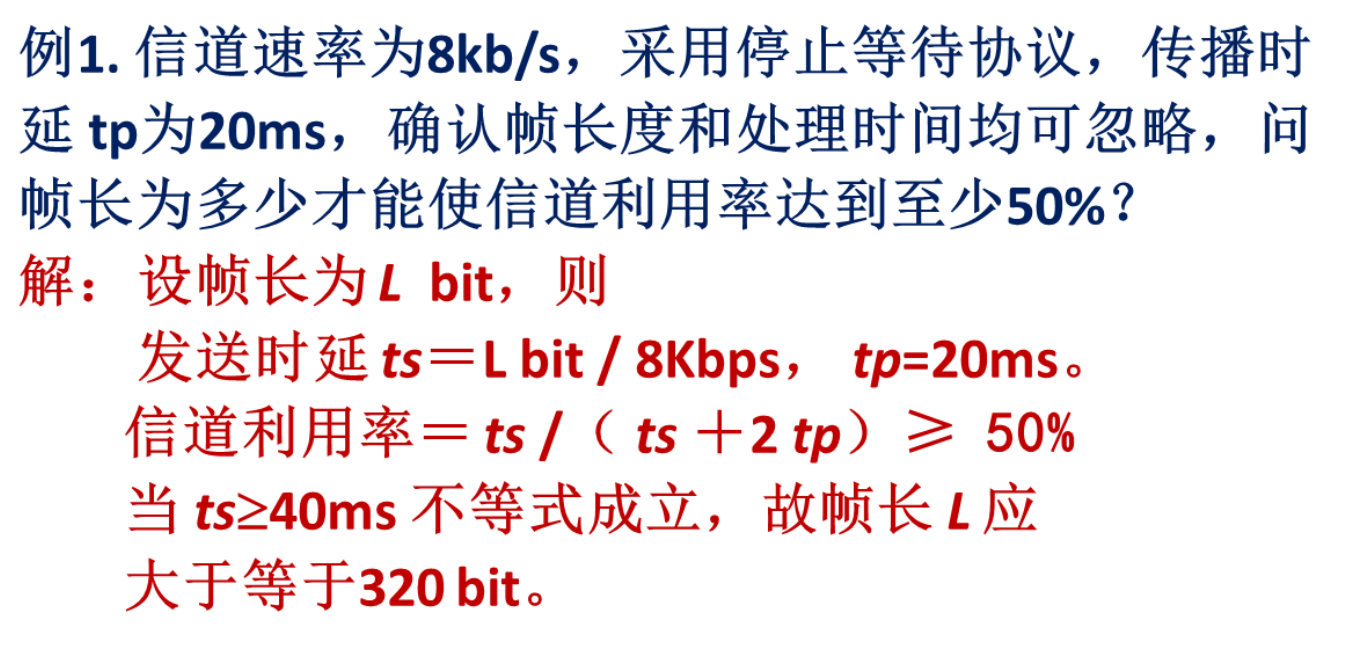 例1. 信道速率为8kb/s，采用停止等待协议，传播时
延 tp为20ms，确认帧长度和处理时间均可忽略，问
帧长为多少才能使信道利用率达到至少50%？
解：设帧长为L bit，则
发送时延 ts＝L bit / 8Kbps， tp=20ms。
信道利用率＝ ts /（ ts ＋2 tp）≥ 50%
当 ts≥40ms 不等式成立，故帧长 L 应
大于等于320 bit。